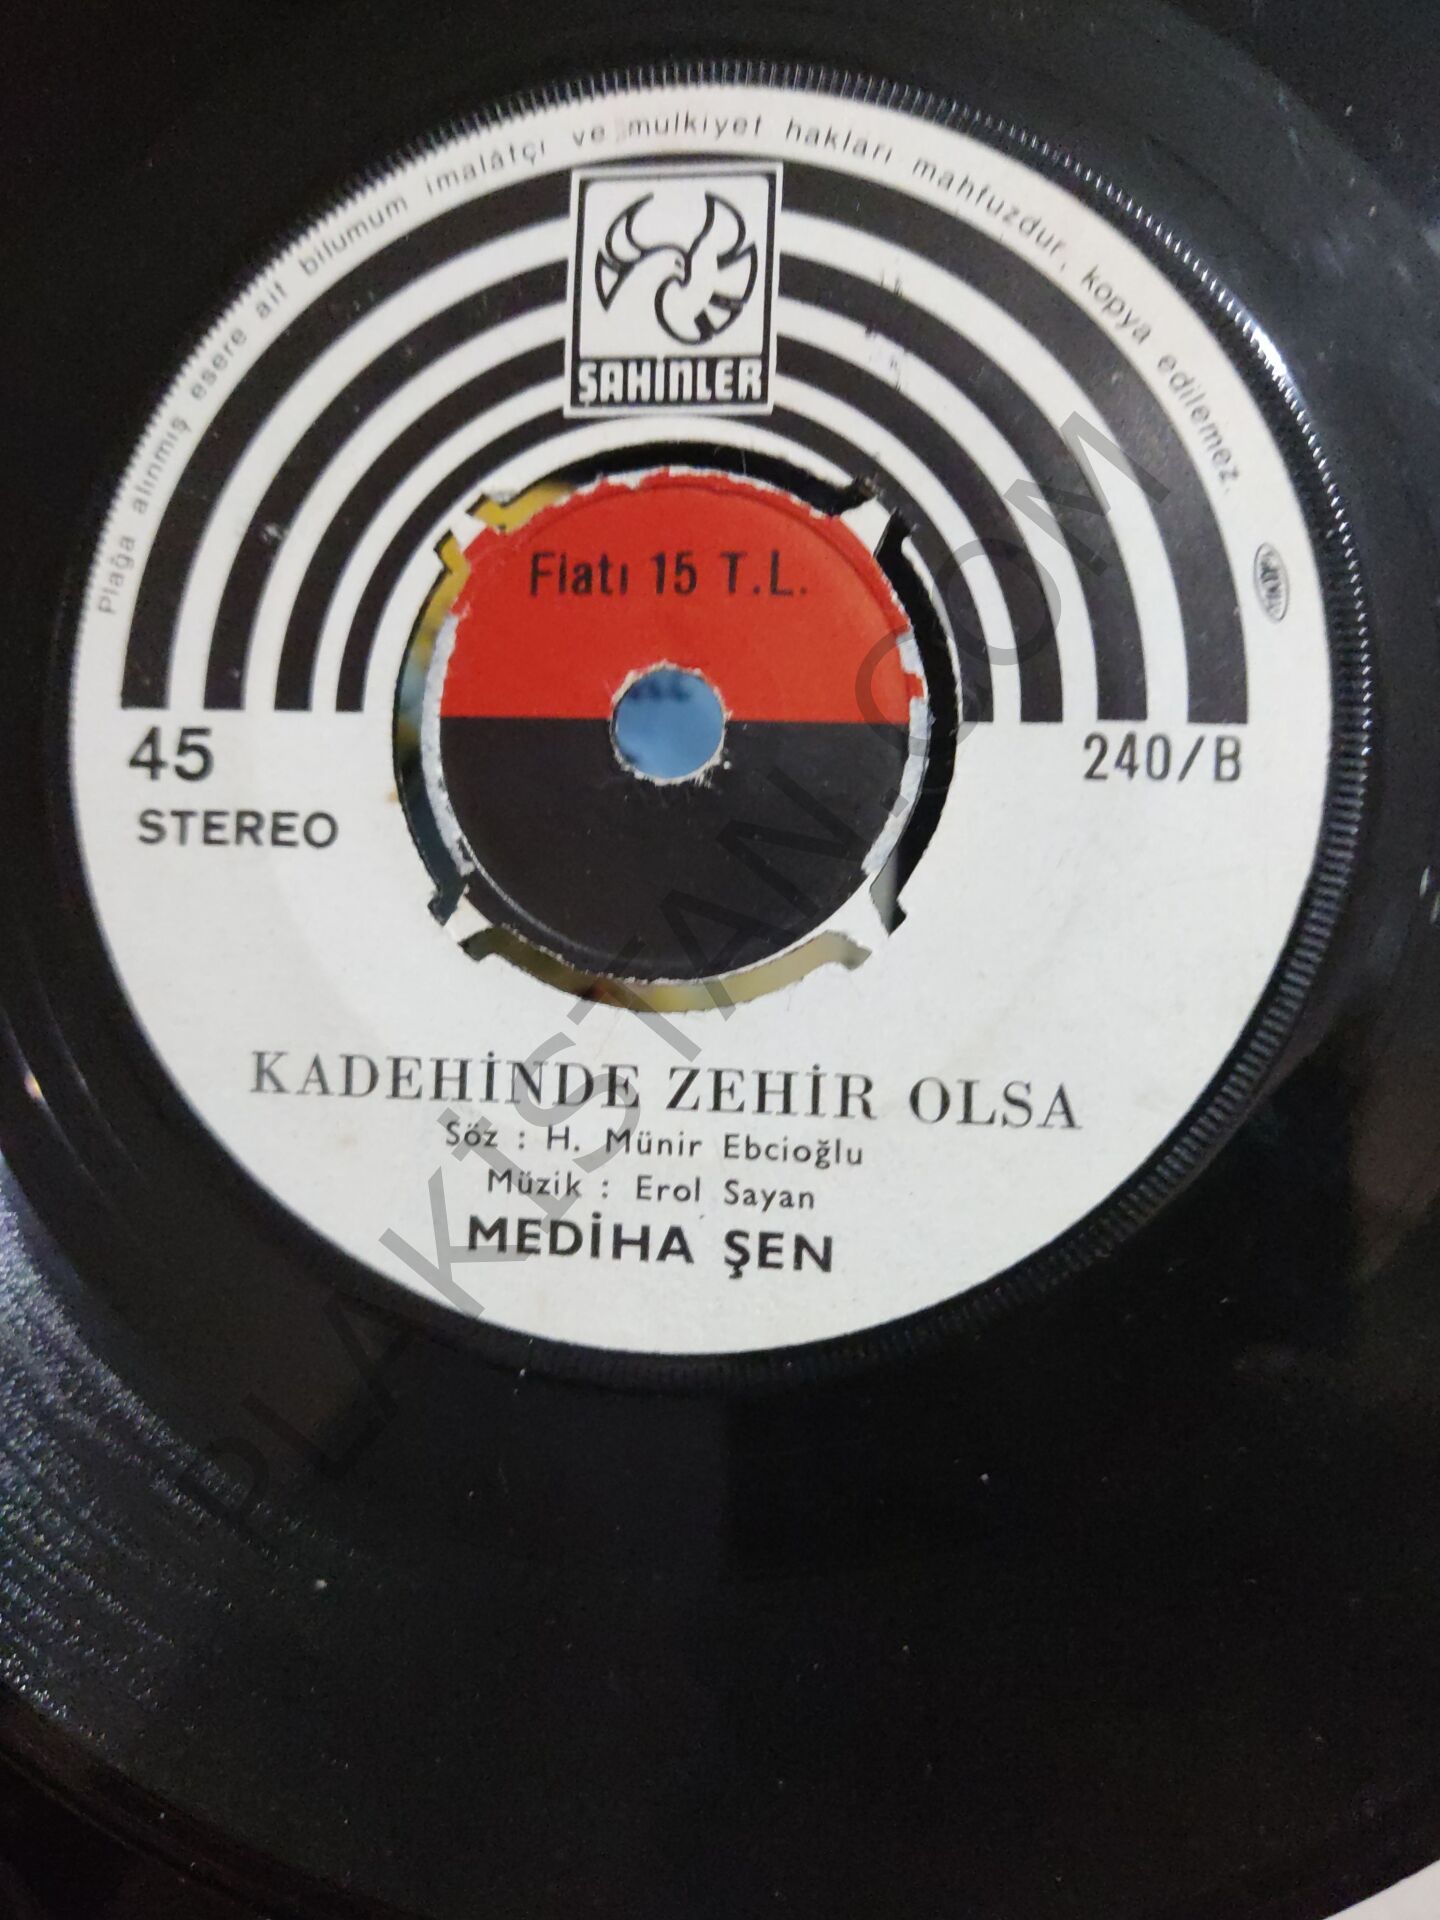 Plağa alınmış esere ait bilumum imalâtçı ve mulkiyet hakları mahfuzdur, kopya edilemez.
ŞAHİNLER
Fiatı 15 T.L.
45
STEREO
240/B
KADEHİNDE ZEHİR OLSA
Söz : H. Münir Ebcioğlu
Müzik : Erol Sayan
MEDİHA ŞEN
PLAKİSTAN.COM